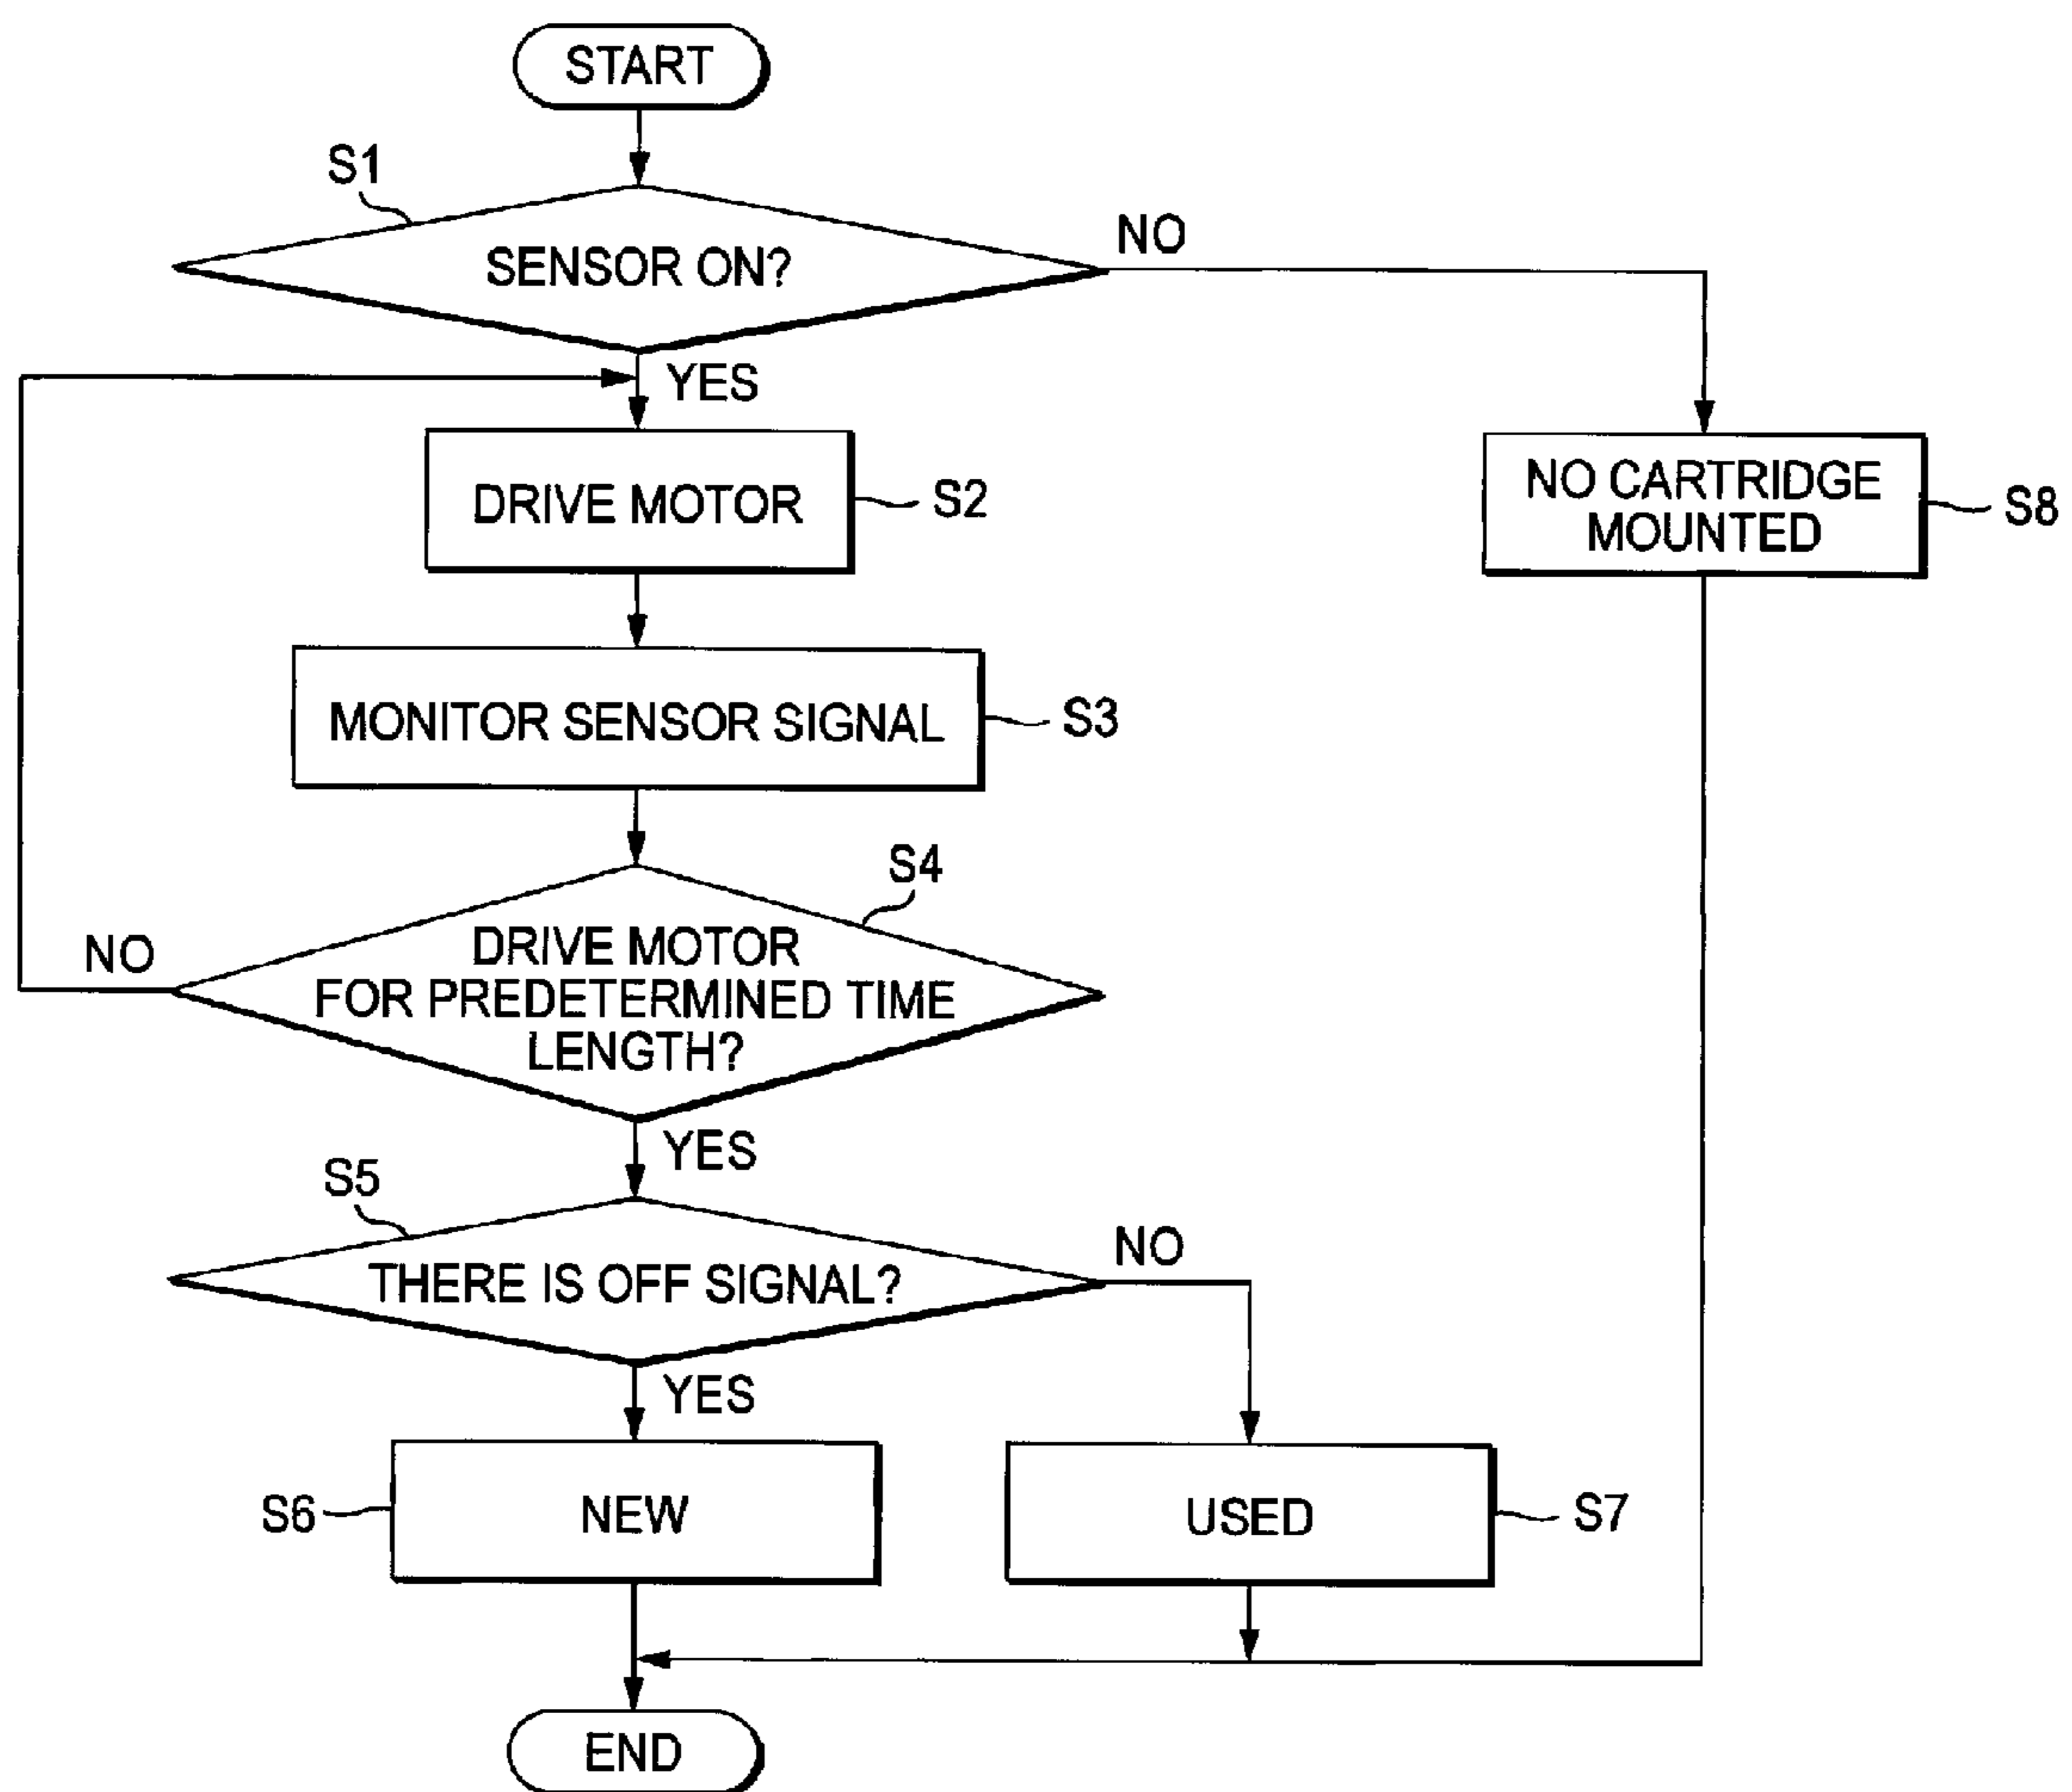 START
S1
SENSOR ON?
NO
YES
DRIVE MOTOR
S2
NO CARTRIDGE
MOUNTED
S8
MONITOR SENSOR SIGNAL
S3
S4
DRIVE MOTOR
FOR PREDETERMINED TIME
LENGTH?
NO
YES
S5
THERE IS OFF SIGNAL?
NO
YES
S6
NEW
USED
S7
END